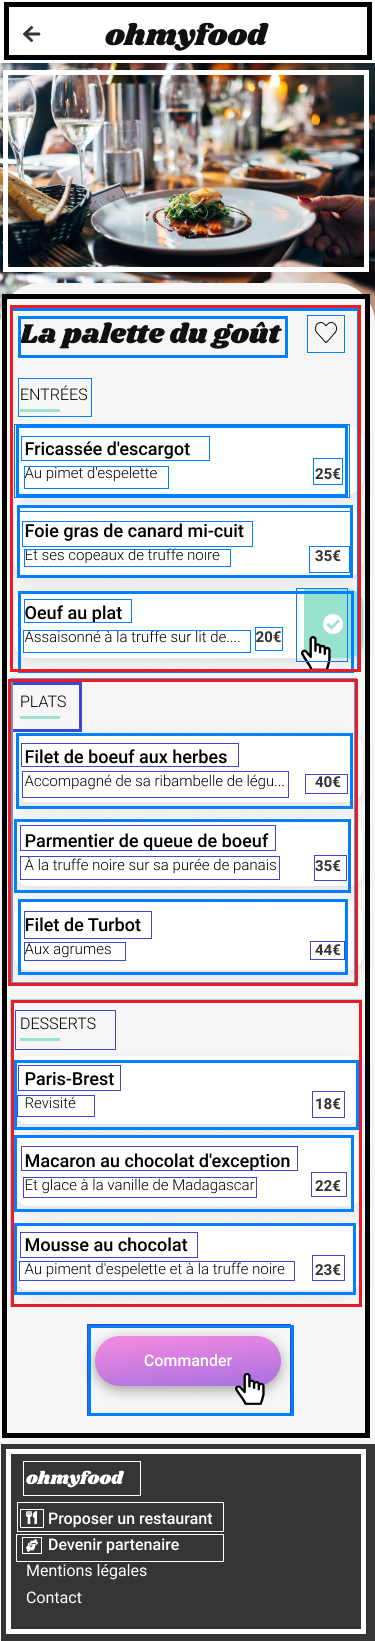 ohmyfood
La palette du goût
ENTRÉES
Fricassée d'escargot
Au pimet d'espelette
25€
Foie gras de canard mi-cuit
Et ses copeaux de truffe noire
35€
Oeuf au plat
Assaisonné à la truffe sur lit de.... 20€
PLATS
Filet de boeuf aux herbes
Accompagné de sa ribambelle de légu... 40€
Parmentier de queue de boeuf
À la truffe noire sur sa purée de panais 35€
Filet de Turbot
Aux agrumes 44€
DESSERTS
Paris-Brest
Revisité 18€
Macaron au chocolat d'exception
Et glace à la vanille de Madagascar 22€
Mousse au chocolat
Au piment d'espelette et à la truffe noire 23€
Commander
ohmyfood
Proposer un restaurant
Devenir partenaire
Mentions légales
Contact